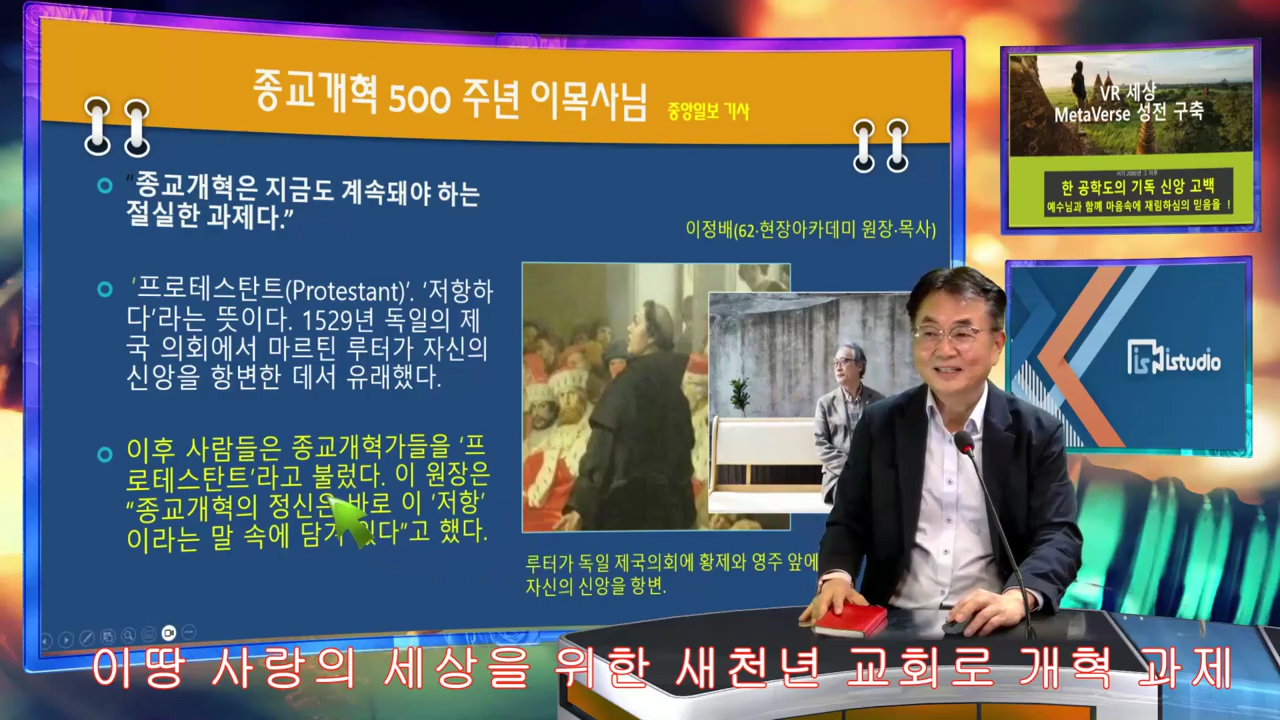 종교개혁 500 주년 이목사님 중앙일보 기사
"종교개혁은 지금도 계속돼야 하는
절실한 과제다.”
이정배(62·현장아카데미 원장·목사)
‘프로테스탄트(Protestant)’. ‘저항하
다’라는 뜻이다. 1529년 독일의 제
국 의회에서 마르틴 루터가 자신의
신앙을 항변한 데서 유래했다.
이후 사람들은 종교개혁가들을 ‘프
로테스탄트’라고 불렀다. 이 원장은
“종교개혁의 정신은 바로 이 ‘저항’
이라는 말 속에 담겨 있다”고 했다.
루터가 독일 제국의회에 황제와 영주 앞에
자신의 신앙을 항변.
VR 세상
MetaVerse 성전 구축
한 공학도의 기독 신앙 고백
예수님과 함께 마음속에 재림하심의 믿음을 !
istudio
이땅 사랑의 세상을 위한 새천년 교회로 개혁 과제